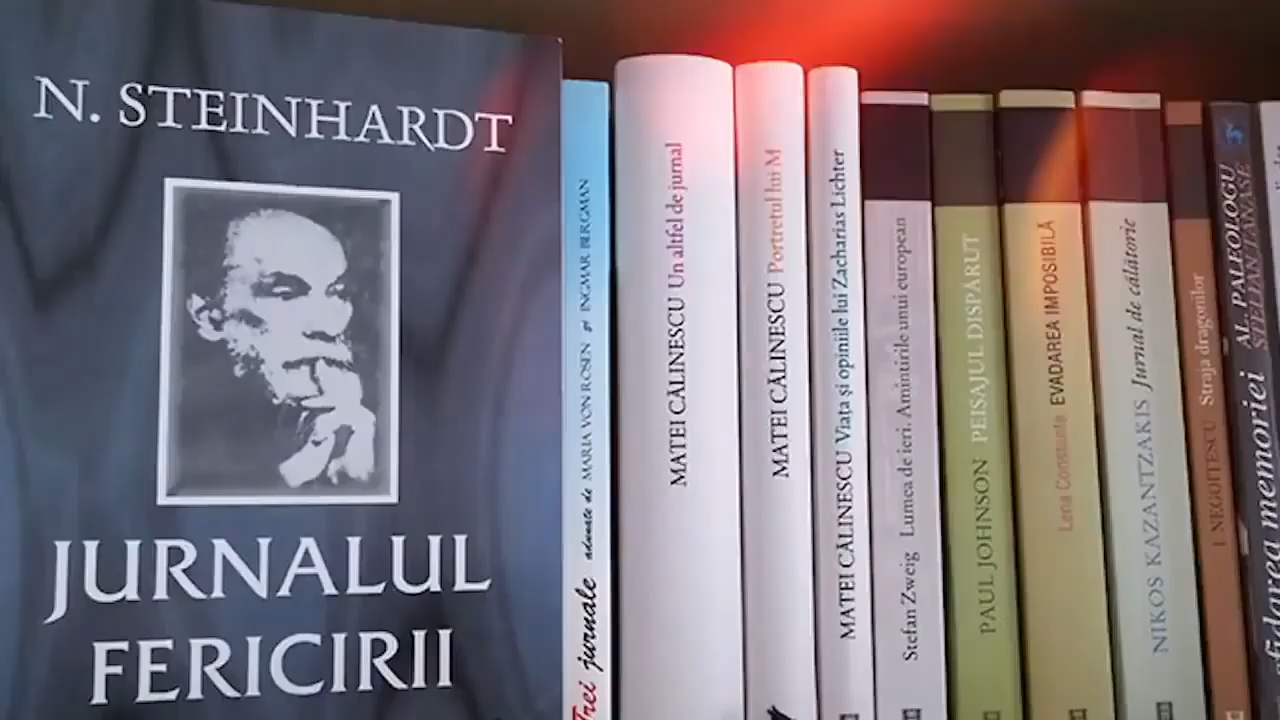 N. STEINHARDT
JURNALUL
FERICIRII
Trei jurnale adunate de MARIA VON ROSEN și INGMAR BERGMAN
MATEI CĂLINESCU Un altfel de jurnal
MATEI CĂLINESCU Portretul lui M
MATEI CĂLINESCU Viața și opiniile lui Zacharias Lichter
Stefan Zweig Lumea de ieri. Amintirile unui european
PAUL JOHNSON PEISAJUL DISPĂRUT
Lena Constante EVADAREA IMPOSIBILĂ
NIKOS KAZANTZAKIS Jurnal de călătorie
I. NEGOIȚESCU Straja dragonilor
AL. PALEOLOGU
STELIAN TĂNASE
memoriei